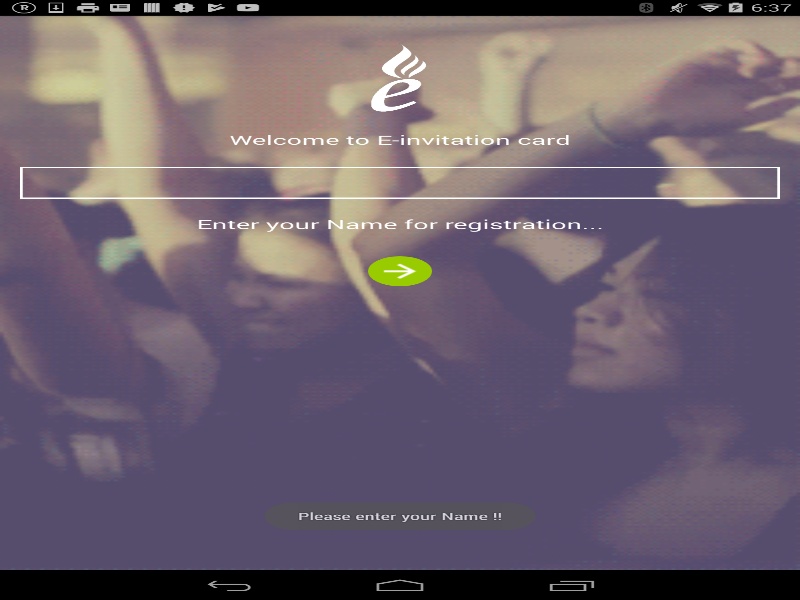 R
6:37
e
Welcome to E-invitation card
Enter your Name for registration...
Please enter your Name !!